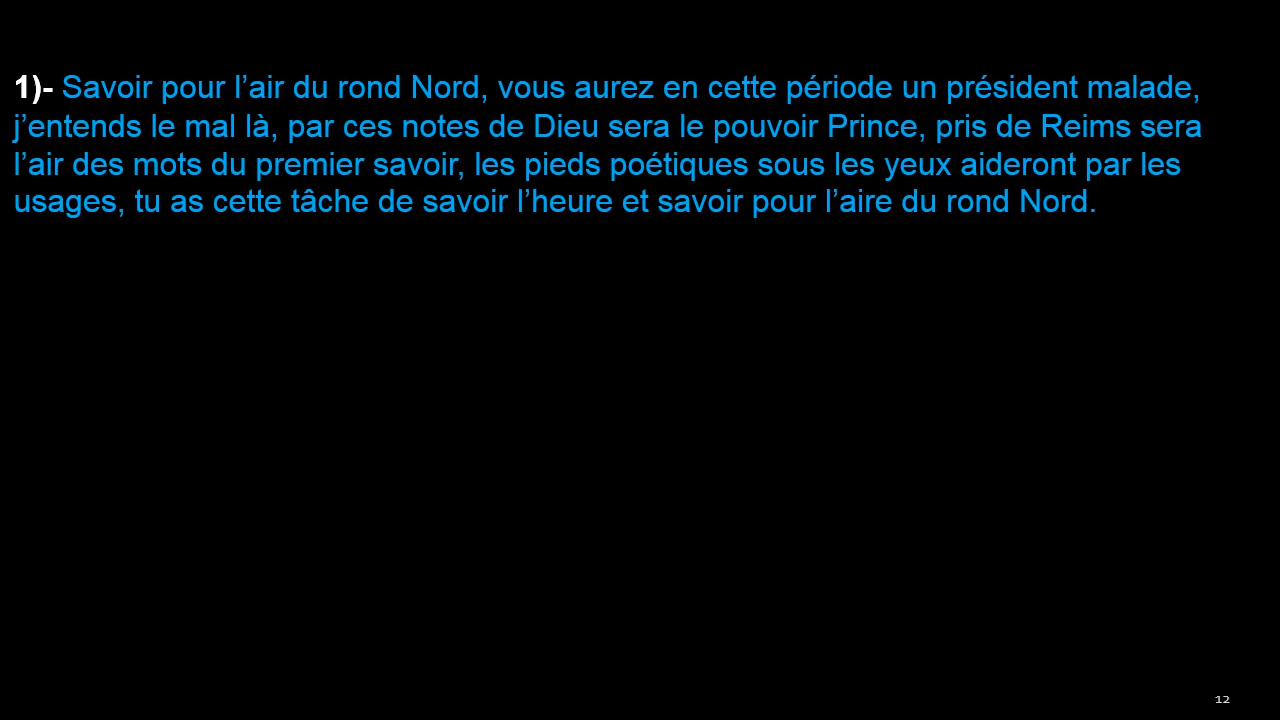 1)- Savoir pour l’air du rond Nord, vous aurez en cette période un président malade,
j’entends le mal là, par ces notes de Dieu sera le pouvoir Prince, pris de Reims sera
l’air des mots du premier savoir, les pieds poétiques sous les yeux aideront par les
usages, tu as cette tâche de savoir l’heure et savoir pour l’aire du rond Nord.
12